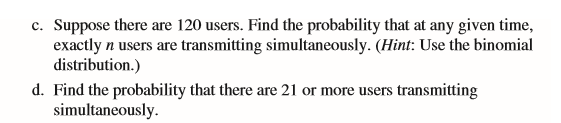 c. Suppose there are 120 users. Find the probability that at any given time,
exactly n users are transmitting simultaneously. (Hint: Use the binomial
distribution.)
d. Find the probability that there are 21 or more users transmitting
simultaneously.